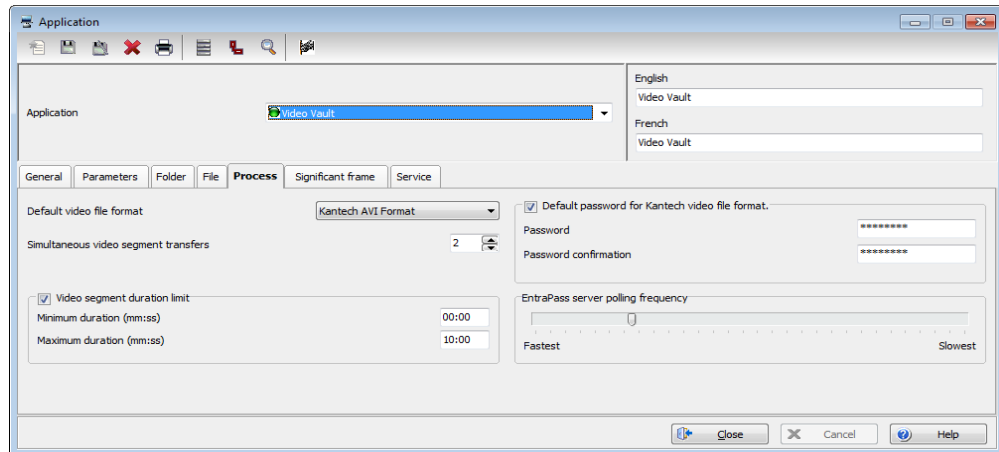 Application
English
Application
Video Vault
Video Vault
French
Video Vault
General Parameters Folder File Process Significant frame Service
Default video file format
Kantech AVI Format
Default password for Kantech video file format.
Simultaneous video segment transfers
2
Password
********
Password confirmation
********
Video segment duration limit
Minimum duration (mm:ss)
00:00
Maximum duration (mm:ss)
10:00
EntraPass server polling frequency
Fastest
Slowest
Close
Cancel
Help